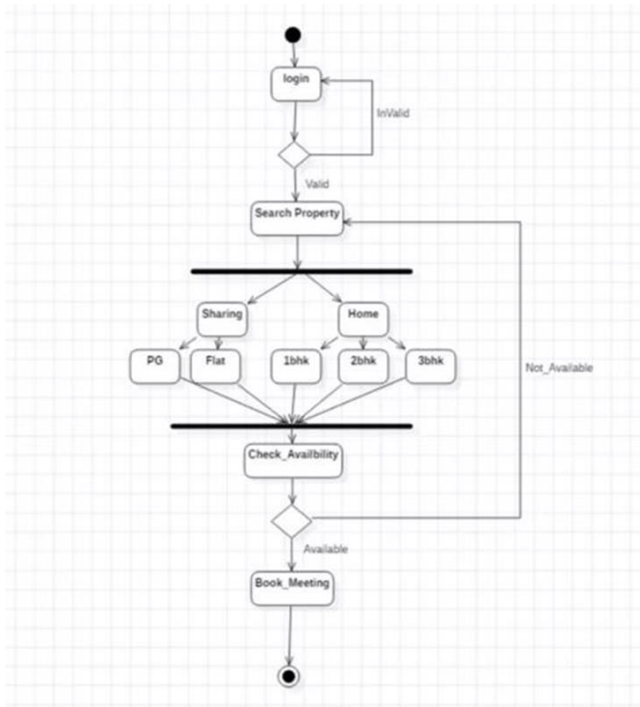 login
InValid
Valid
Search Property
Sharing
Home
PG
Flat
1bhk
2bhk
3bhk
Not_Available
Check_Availbility
Available
Book_Meeting